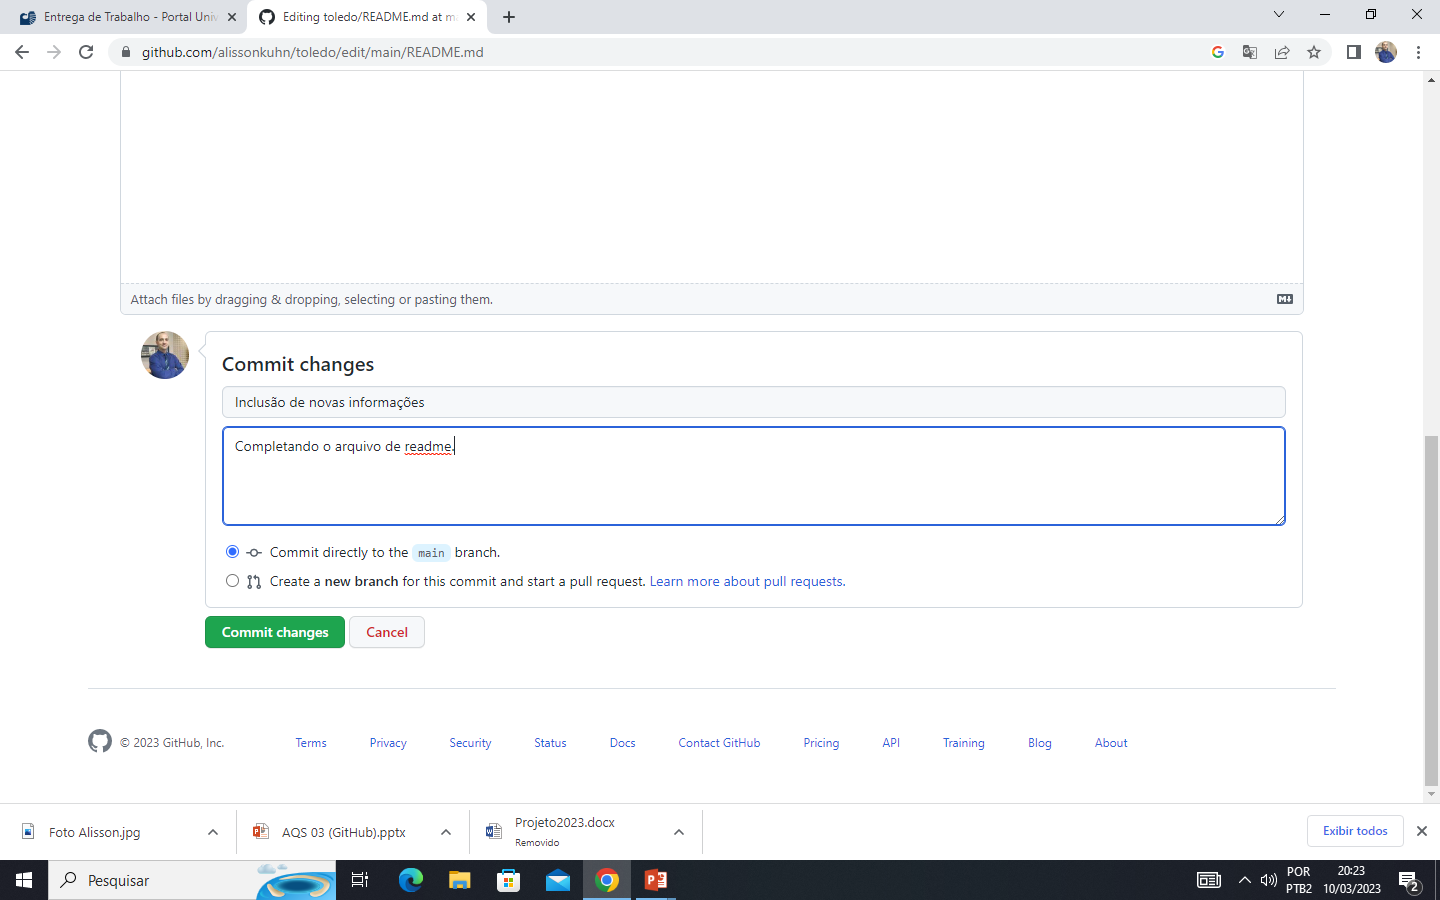 Entrega de Trabalho - Portal Univ
Editing toledo/README.md at m
github.com/alissonkuhn/toledo/edit/main/README.md
Attach files by dragging & dropping, selecting or pasting them.
Commit changes
Inclusão de novas informações
Completando o arquivo de readme.
Commit directly to the main branch.
Create a new branch for this commit and start a pull request. Learn more about pull requests.
Commit changes
Cancel
© 2023 GitHub, Inc.
Terms
Privacy
Security
Status
Docs
Contact GitHub
Pricing
API
Training
Blog
About
Foto Alisson.jpg
AQS 03 (GitHub).pptx
Projeto2023.docx
Removido
Exibir todos
Pesquisar
POR
PTB2
20:23
10/03/2023
2